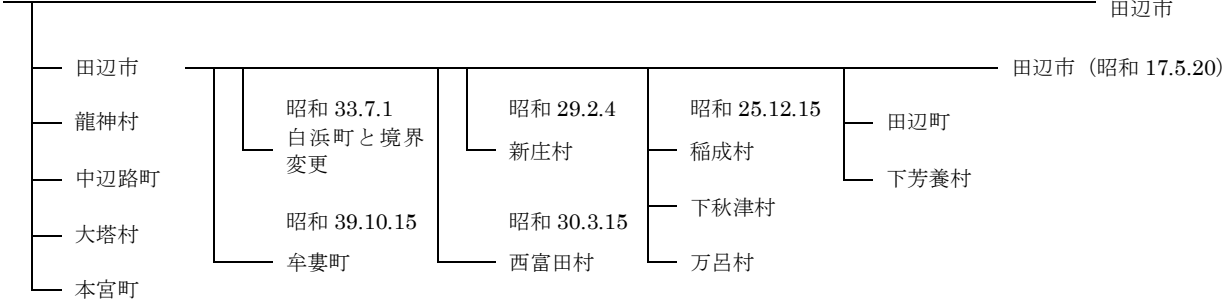 田辺市
田辺市
田辺市（昭和 17.5.20）
龍神村
中辺路町
大塔村
本宮町
昭和 33.7.1
白浜町と境界
変更
昭和 39.10.15
牟婁町
昭和 29.2.4
新庄村
昭和 30.3.15
西富田村
昭和 25.12.15
稲成村
下秋津村
万呂村
田辺町
下芳養村